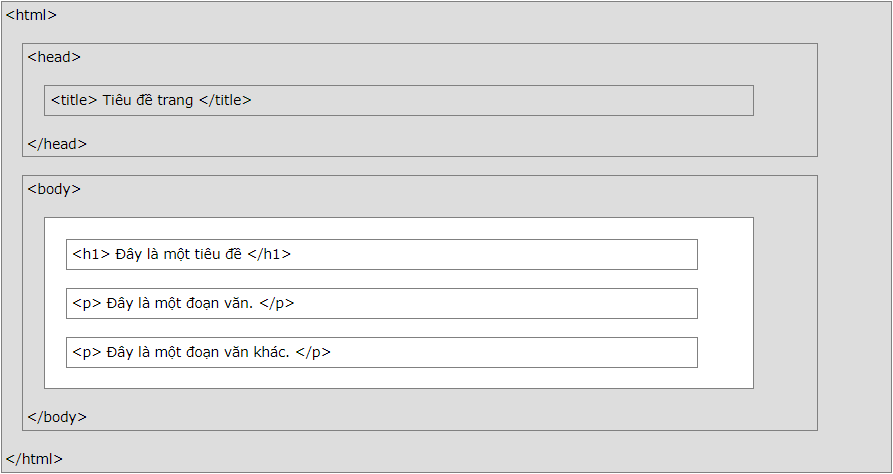 <html>
<head>
<title> Tiêu đề trang </title>
</head>
<body>
<h1> Đây là một tiêu đề </h1>
<p> Đây là một đoạn văn. </p>
<p> Đây là một đoạn văn khác. </p>
</body>
</html>